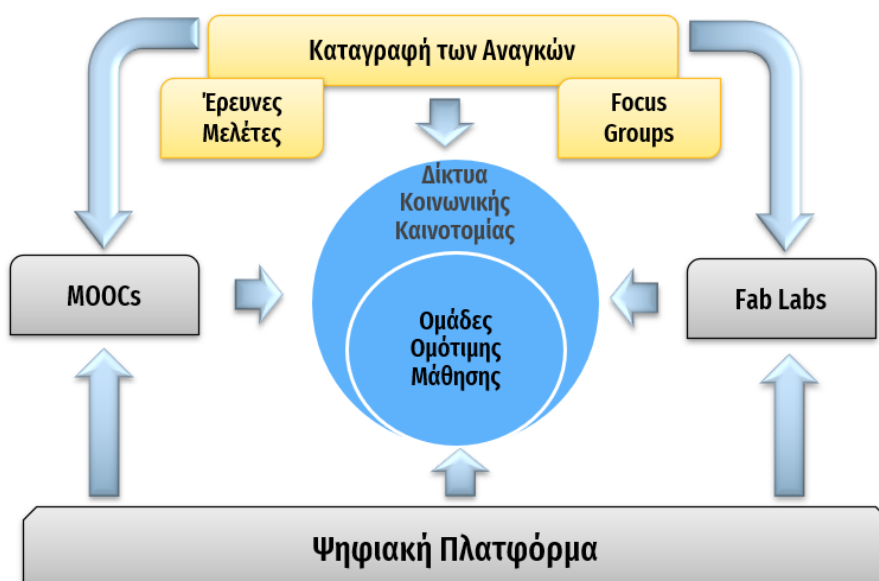 Καταγραφή των Αναγκών
Έρευνες
Μελέτες
Focus
Groups
Δίκτυα
Κοινωνικής
Καινοτομίας
MOOCs
Fab Labs
Ομάδες
Ομότιμης
Μάθησης
Ψηφιακή Πλατφόρμα